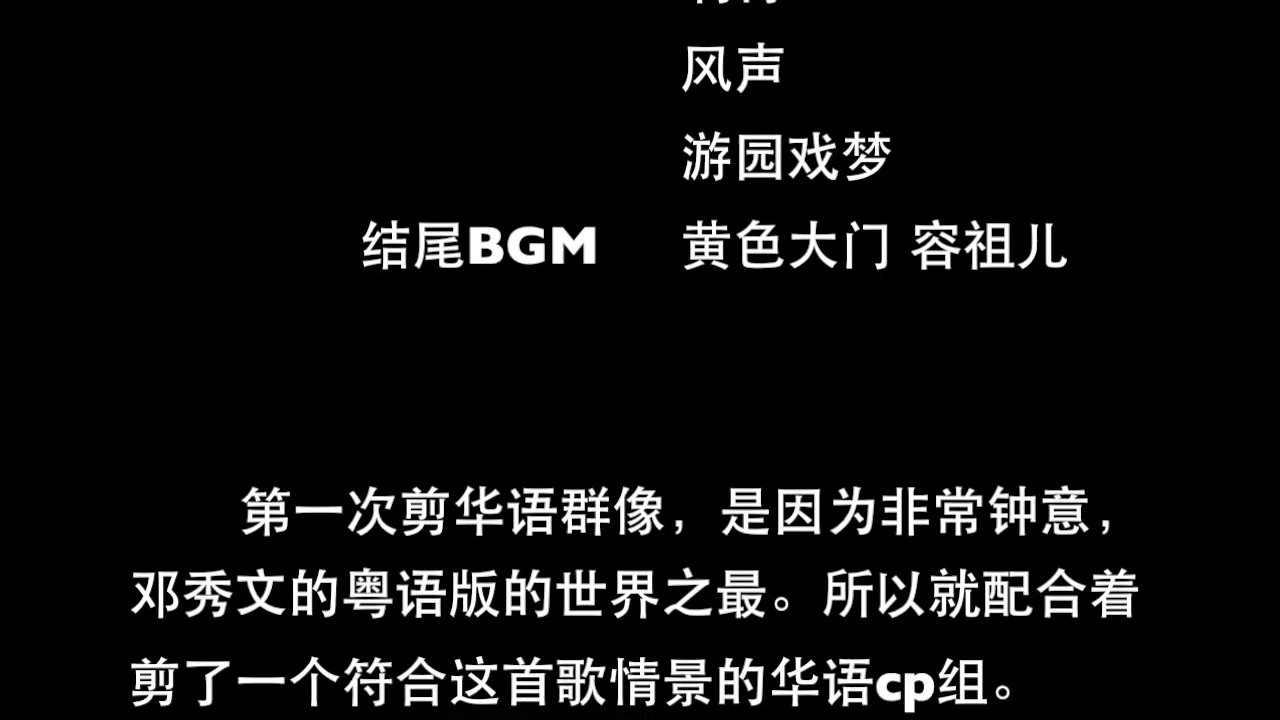 风声
游园戏梦
结尾BGM 黄色大门 容祖儿
第一次剪华语群像，是因为非常钟意，
邓秀文的粤语版的世界之最。所以就配合着
剪了一个符合这首歌情景的华语cp组。